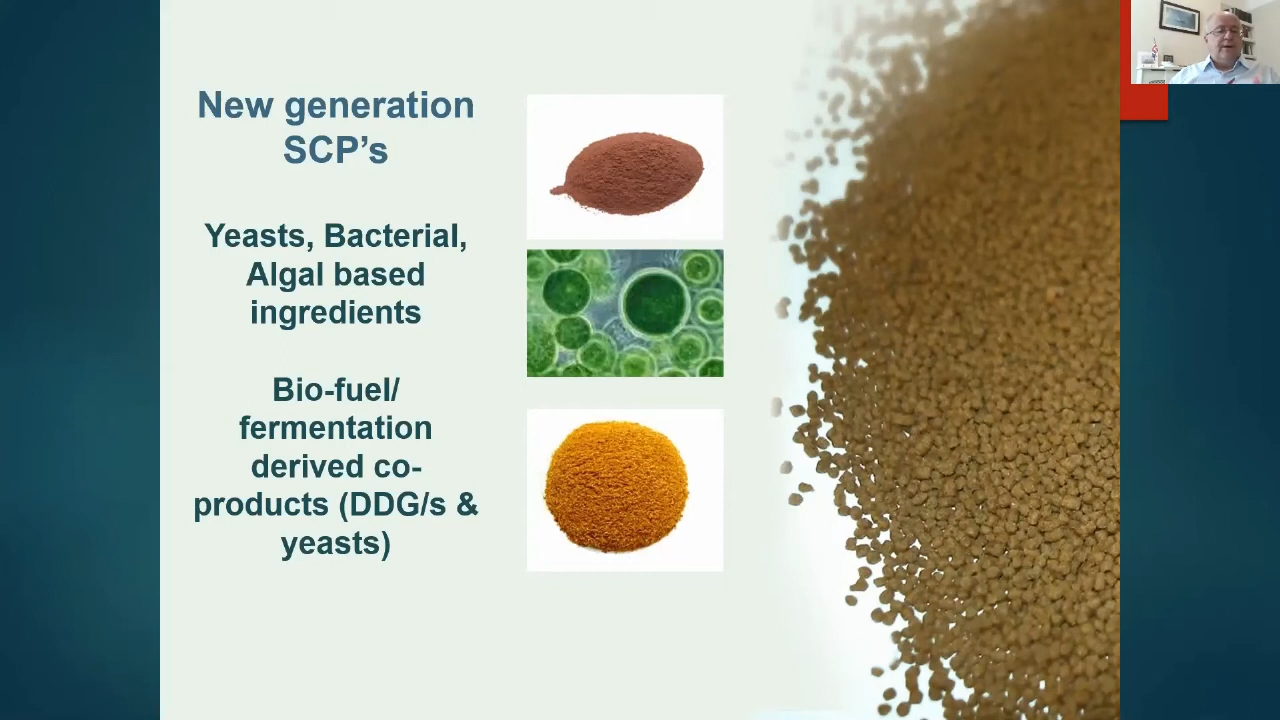 New generation
SCP’s
Yeasts, Bacterial,
Algal based
ingredients
Bio-fuel/
fermentation
derived co-
products (DDG/s &
yeasts)